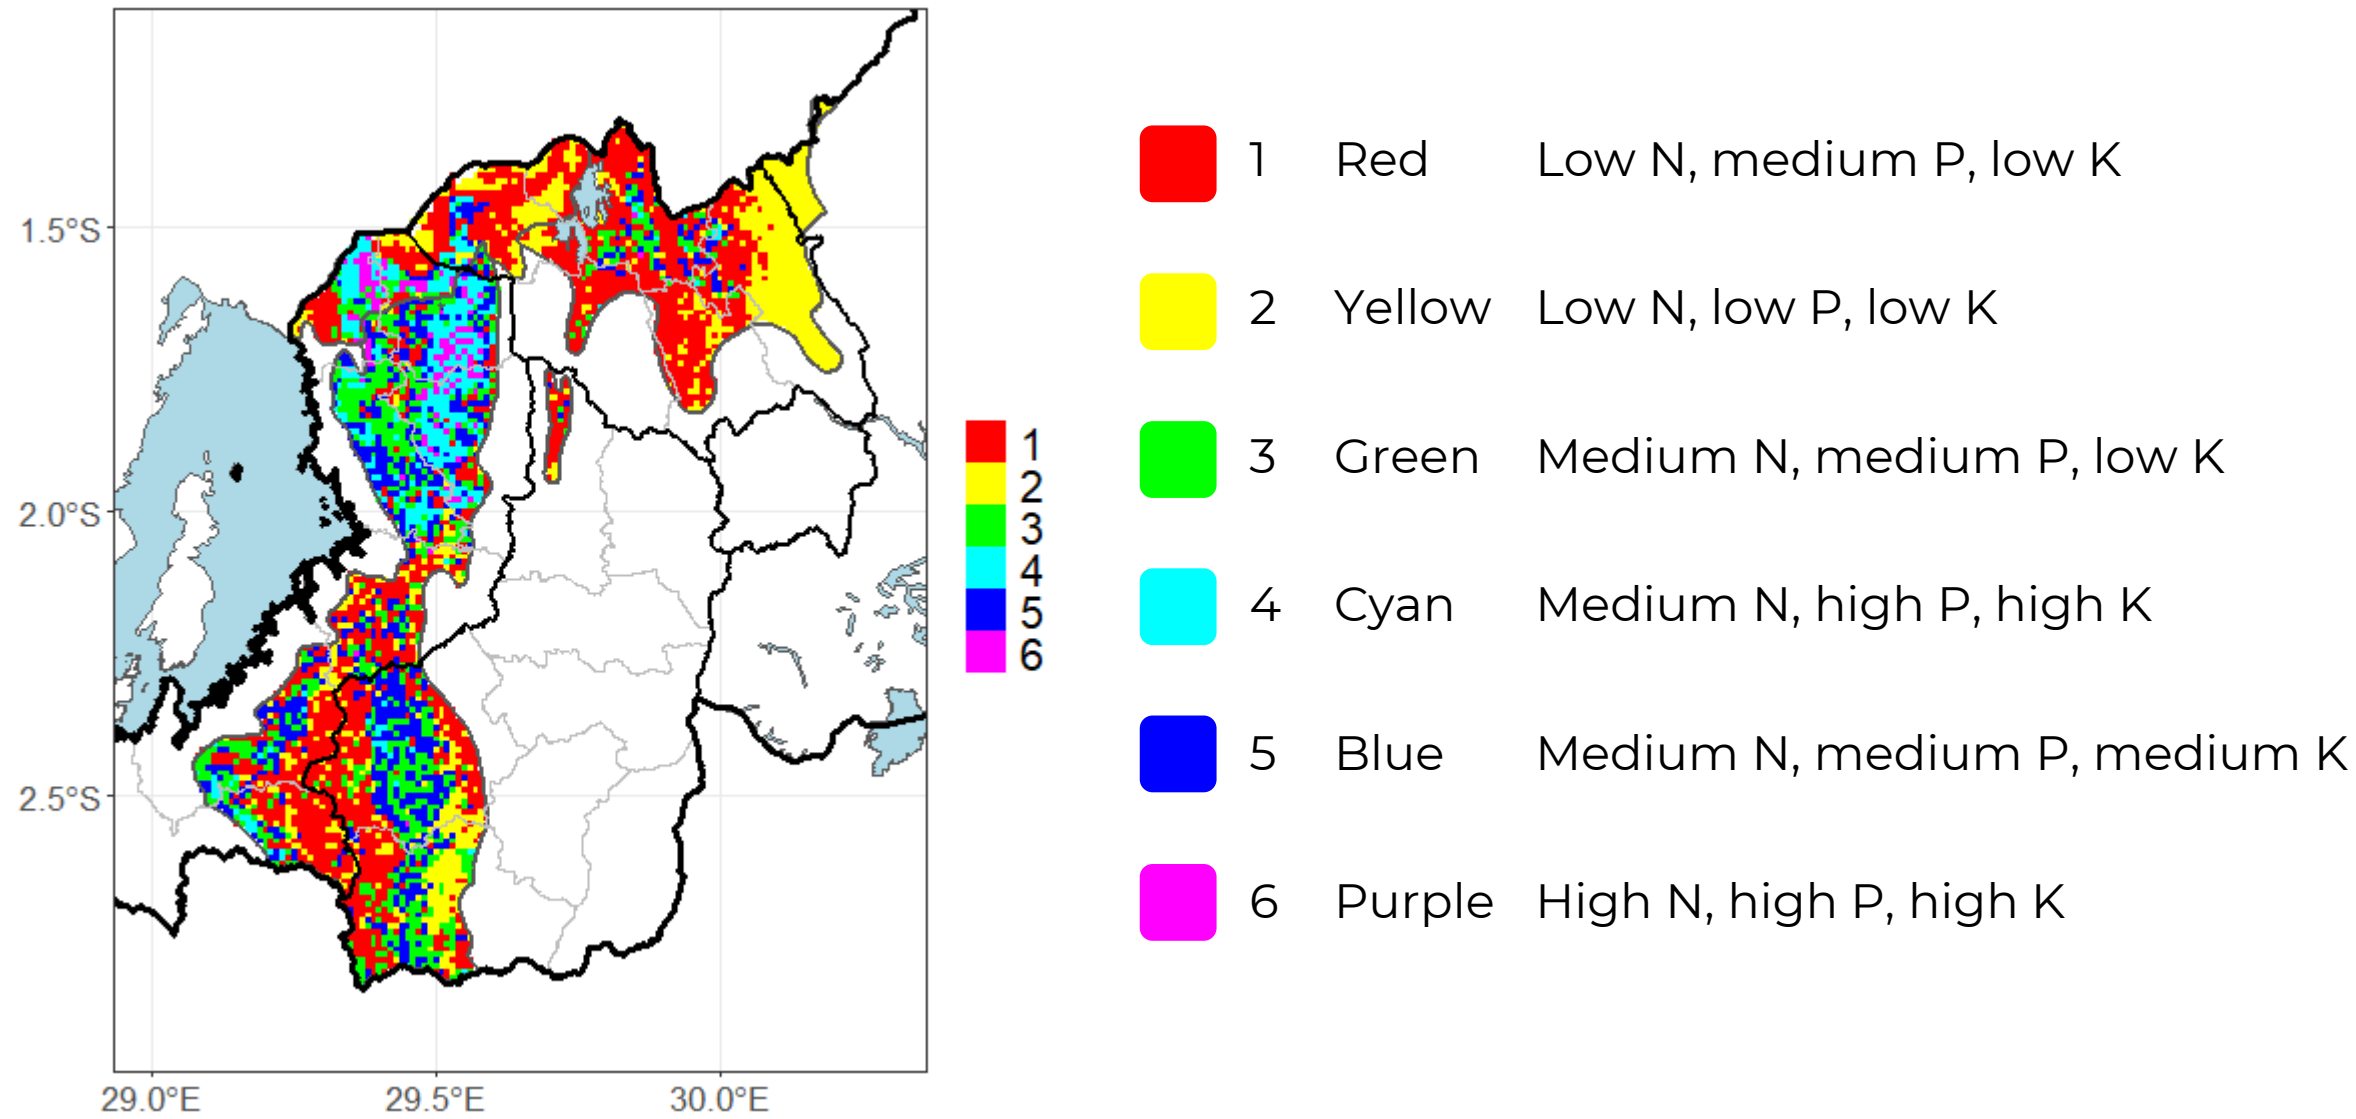 1.5°S
2.0°S
2.5°S
29.0°E 29.5°E 30.0°E
1
2
3
4
5
6
1 Red Low N, medium P, low K
2 Yellow Low N, low P, low K
3 Green Medium N, medium P, low K
4 Cyan Medium N, high P, high K
5 Blue Medium N, medium P, medium K
6 Purple High N, high P, high K